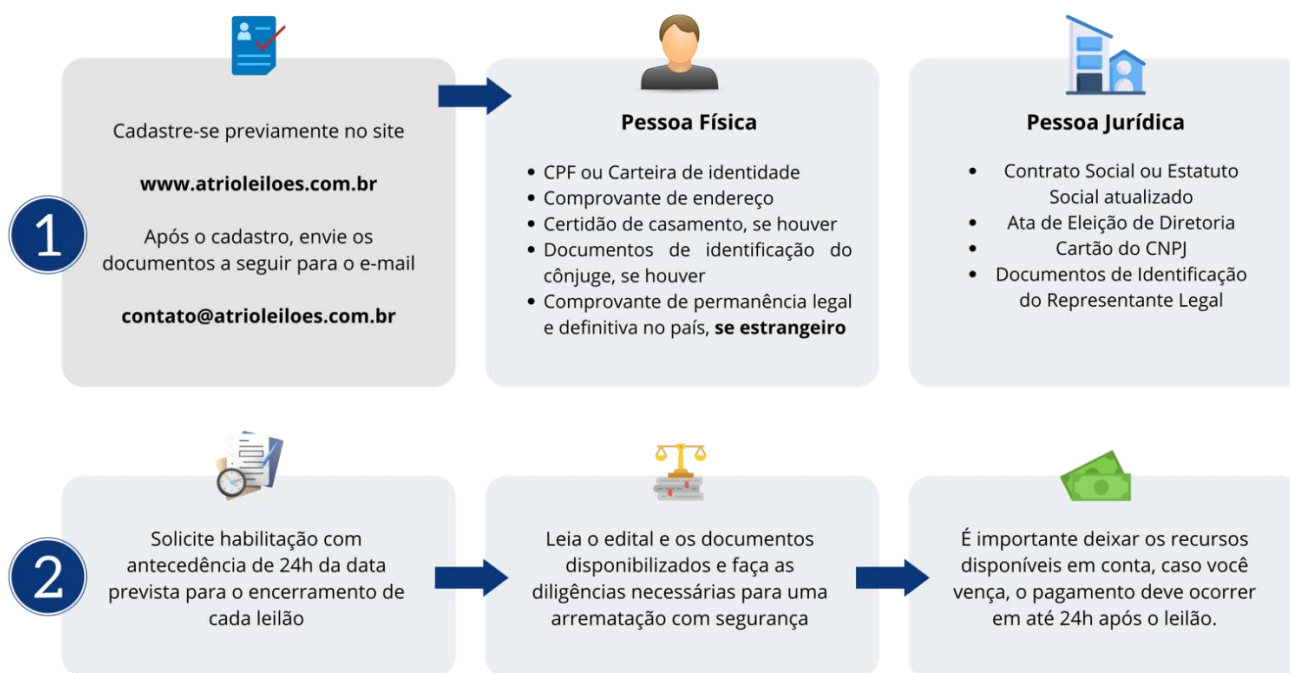 1
Cadastre-se previamente no site
www.atrioleiloes.com.br
Após o cadastro, envie os
documentos a seguir para o e-mail
contato@atrioleiloes.com.br
Pessoa Física
• CPF ou Carteira de identidade
• Comprovante de endereço
• Certidão de casamento, se houver
• Documentos de identificação do
cônjuge, se houver
• Comprovante de permanência legal
e definitiva no país, se estrangeiro
Pessoa Jurídica
• Contrato Social ou Estatuto
Social atualizado
• Ata de Eleição de Diretoria
• Cartão do CNPJ
• Documentos de Identificação
do Representante Legal
2
Solicite habilitação com
antecedência de 24h da data
prevista para o encerramento de
cada leilão
Leia o edital e os documentos
disponibilizados e faça as
diligências necessárias para uma
arrematação com segurança
É importante deixar os recursos
disponíveis em conta, caso você
vença, o pagamento deve ocorrer
em até 24h após o leilão.